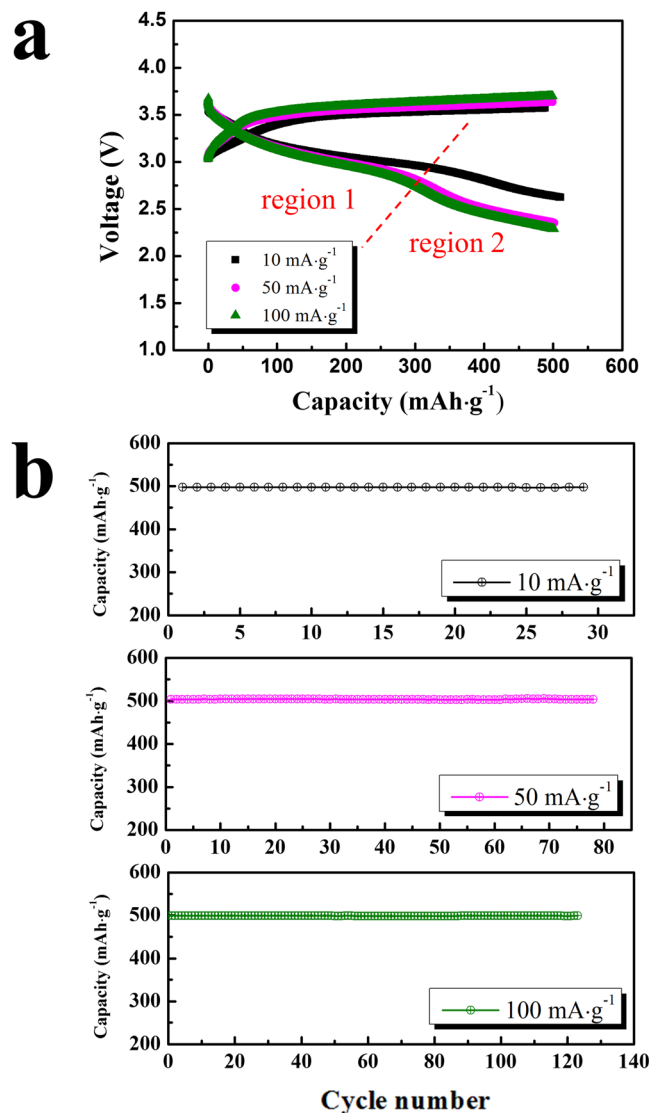 a
Voltage (V)
4.5
4.0
3.5
3.0
2.5
2.0
1.5
1.0
region 1
region 2
10 mA·g⁻¹
50 mA·g⁻¹
100 mA·g⁻¹
0 100 200 300 400 500 600
Capacity (mAh·g⁻¹)
b
Capacity (mAh·g⁻¹)
600
500
400
300
200
10 mA·g⁻¹
0 5 10 15 20 25 30
Capacity (mAh·g⁻¹)
600
500
400
300
200
50 mA·g⁻¹
0 10 20 30 40 50 60 70 80
Capacity (mAh·g⁻¹)
600
500
400
300
200
100 mA·g⁻¹
0 20 40 60 80 100 120 140
Cycle number